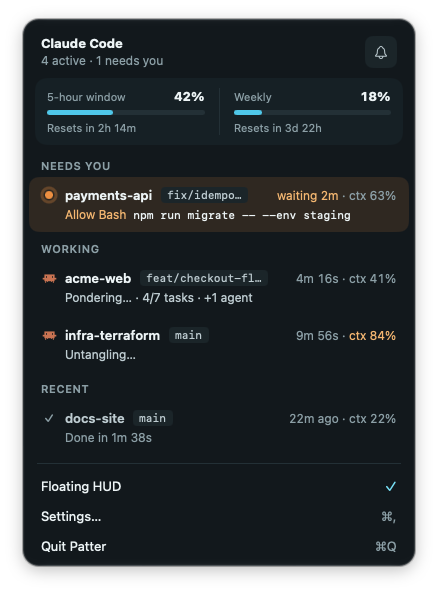 Claude Code
4 active · 1 needs you
5-hour window 42% Weekly 18%
Resets in 2h 14m Resets in 3d 22h
NEEDS YOU
payments-api fix/idempo… waiting 2m · ctx 63%
Allow Bash npm run migrate -- --env staging
WORKING
acme-web feat/checkout-fl… 4m 16s · ctx 41%
Pondering… · 4/7 tasks · +1 agent
infra-terraform main 9m 56s · ctx 84%
Untangling…
RECENT
docs-site main 22m ago · ctx 22%
Done in 1m 38s
Floating HUD ✓
Settings… ⌘,
Quit Patter ⌘Q